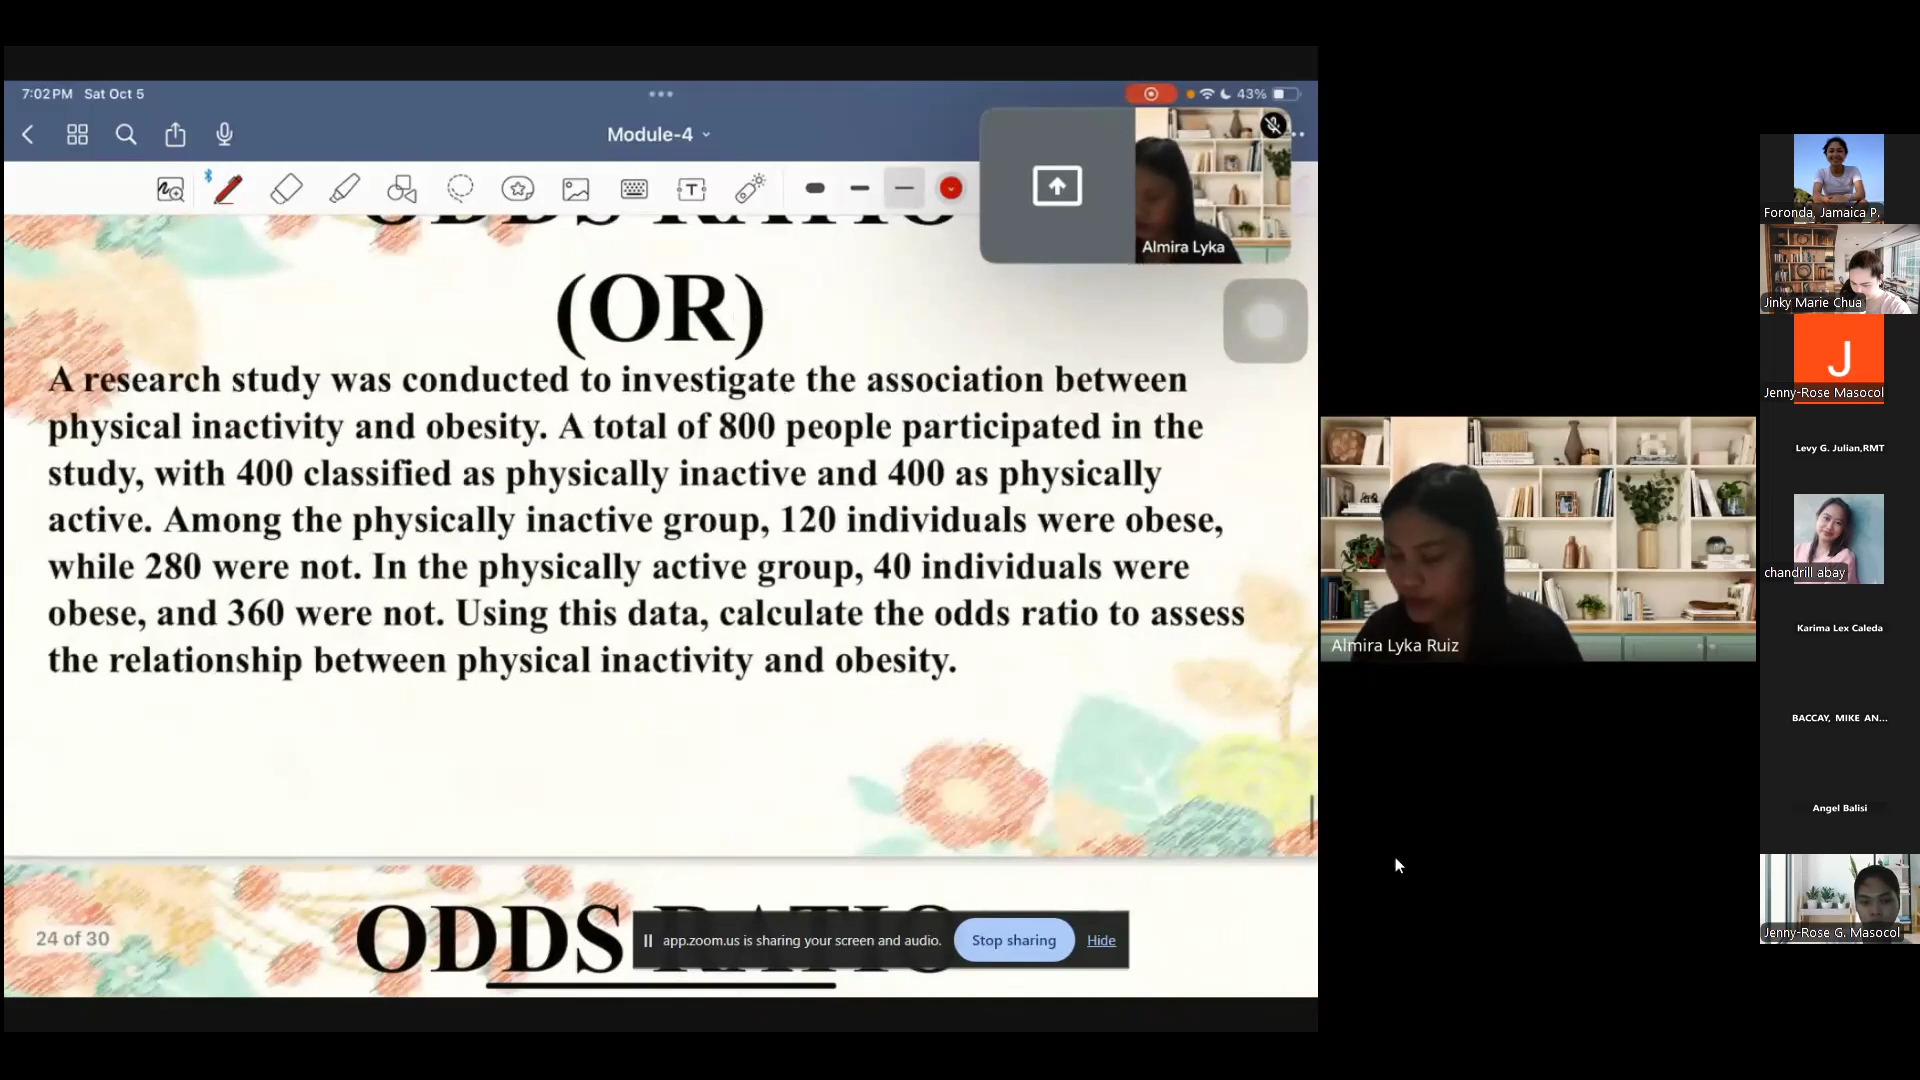 7:02 PM Sat Oct 5
43%
Module-4
T
Almira Lyka
ODDS RATIO
(OR)
A research study was conducted to investigate the association between
physical inactivity and obesity. A total of 800 people participated in the
study, with 400 classified as physically inactive and 400 as physically
active. Among the physically inactive group, 120 individuals were obese,
while 280 were not. In the physically active group, 40 individuals were
obese, and 360 were not. Using this data, calculate the odds ratio to assess
the relationship between physical inactivity and obesity.
24 of 30
ODDS RATIO
app.zoom.us is sharing your screen and audio.
Stop sharing
Hide
Almira Lyka Ruiz
Foronda, Jamaica P.
Jinky Marie Chua
J
Jenny-Rose Masocol
Levy G. Julian,RMT
chandrill abay
Karima Lex Caleda
BACCAY, MIKE AN...
Angel Balisi
Jenny-Rose G. Masocol